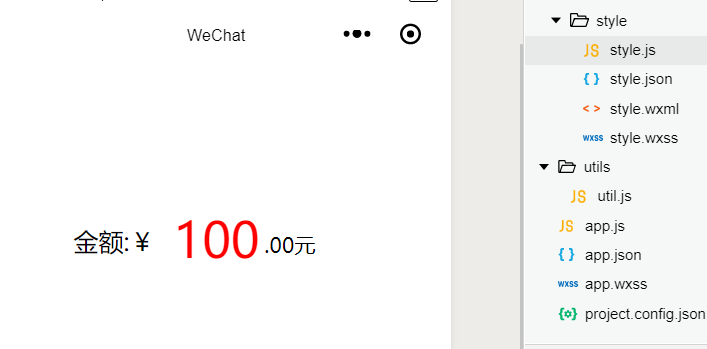 WeChat
金额: ¥ 100 .00元
style
JS style.js
{ } style.json
< > style.wxml
wxss style.wxss
utils
JS util.js
JS app.js
{ } app.json
wxss app.wxss
project.config.json